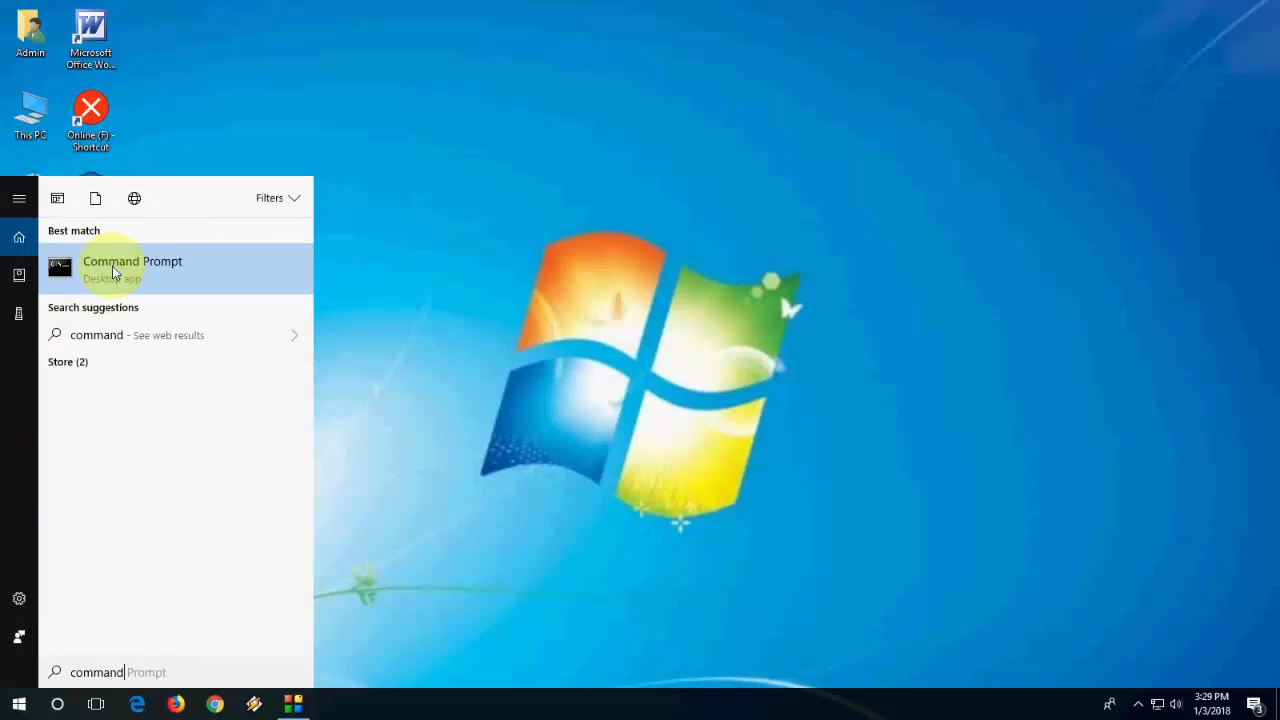 Admin
Microsoft
Office Wo...
This PC
Online (F) -
Shortcut
Filters
Best match
Command Prompt
Desktop app
Search suggestions
command - See web results
Store (2)
command Prompt
3:29 PM
1/3/2018
3